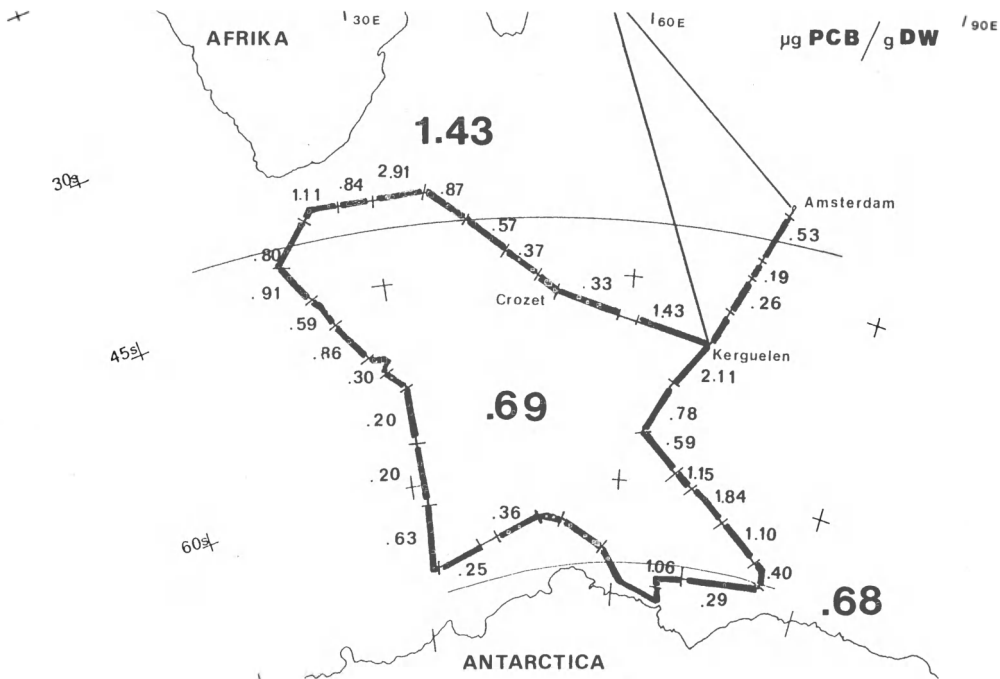 30E
60E
90E
AFRIKA
µg PCB / g DW
1.43
30s
1.11
.84
2.91
.87
Amsterdam
.57
.53
.80
.37
.19
.91
Crozet
.33
.26
.59
1.43
45s
.86
Kerguelen
.30
2.11
.20
.69
.78
.59
.20
1.15
1.84
.36
60s
.63
1.10
.25
1.06
.40
.29
.68
ANTARCTICA